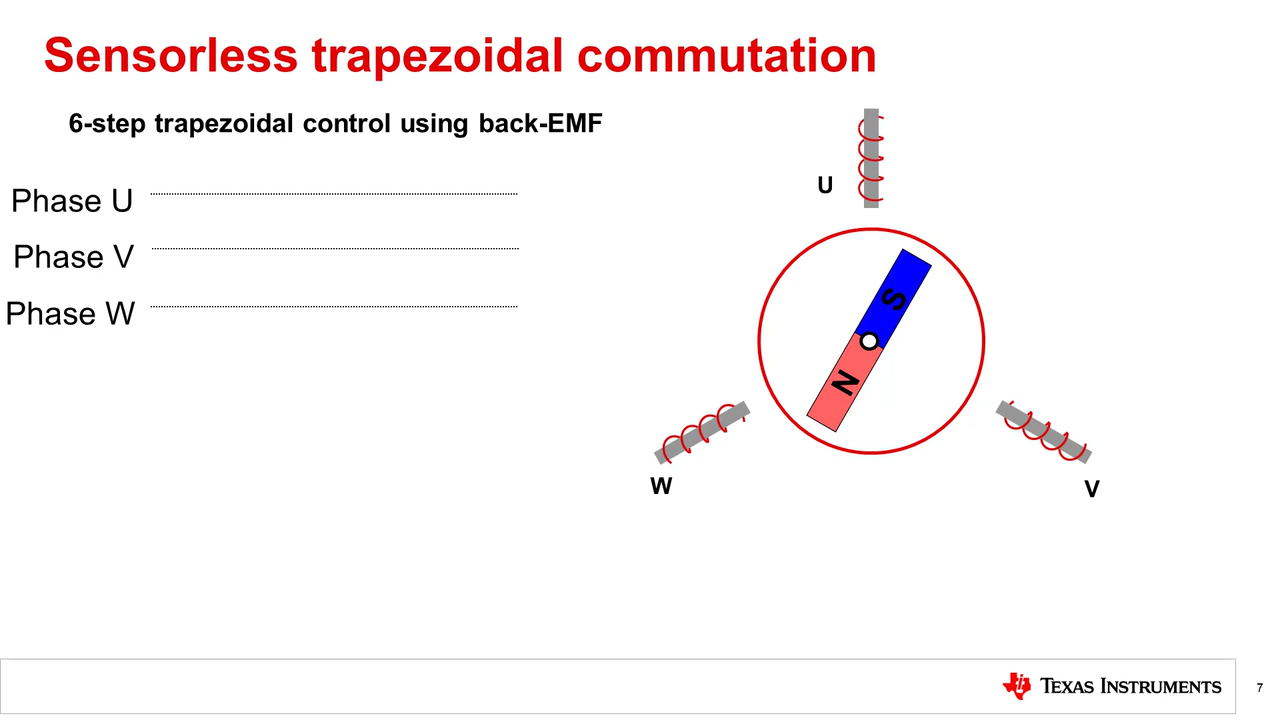 Sensorless trapezoidal commutation
6-step trapezoidal control using back-EMF
Phase U
Phase V
Phase W
U
S
N
W
V
TEXAS INSTRUMENTS
7